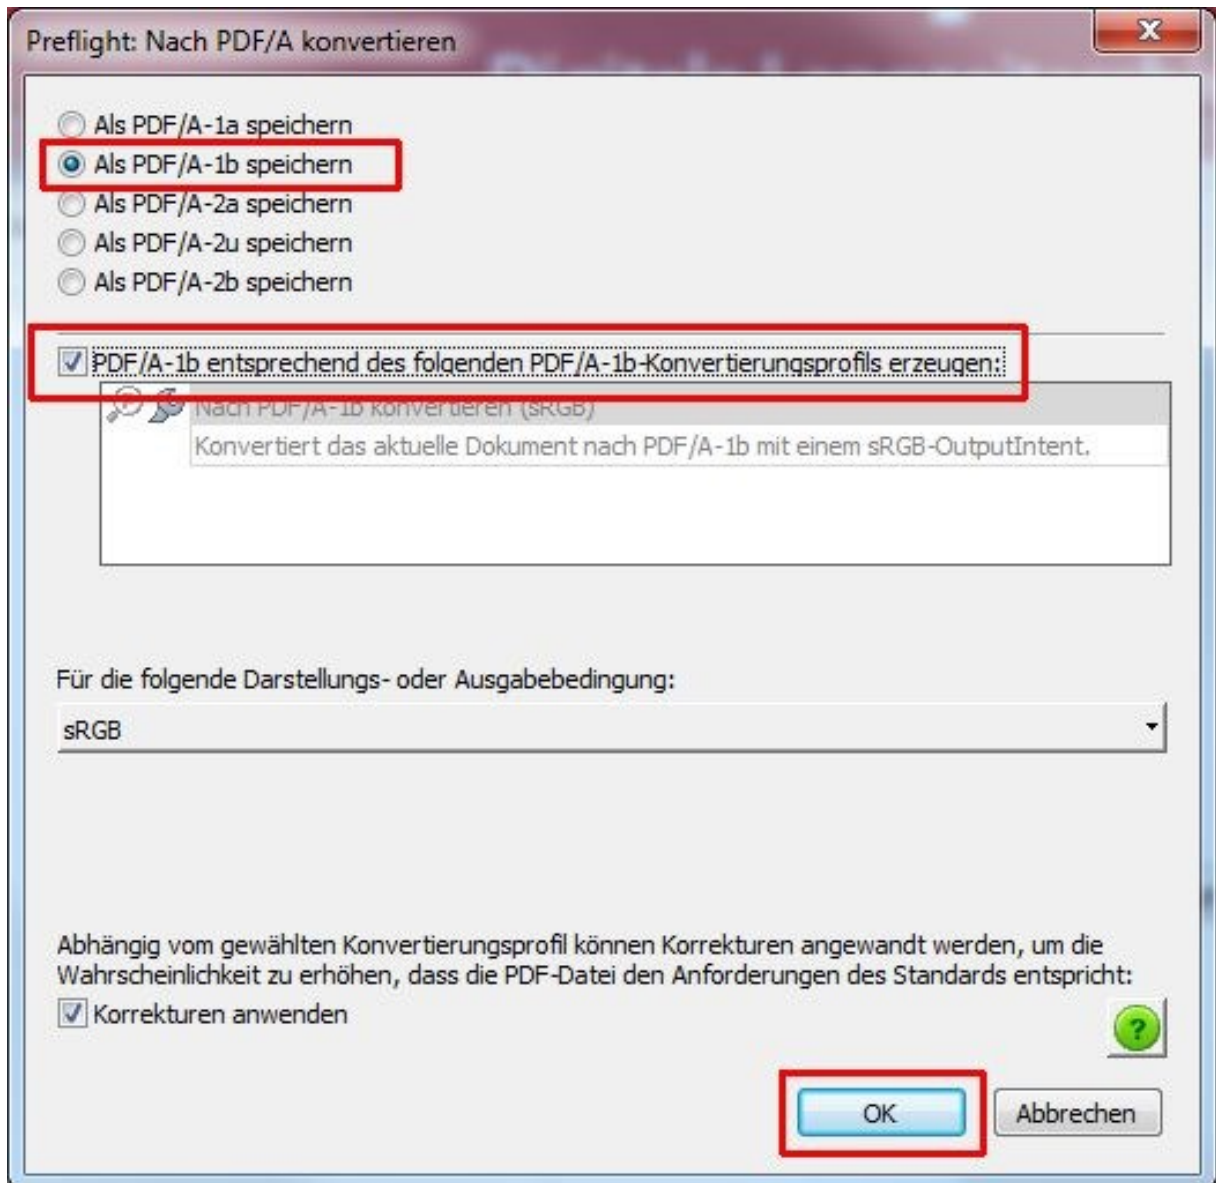 Preflight: Nach PDF/A konvertieren
Als PDF/A-1a speichern
Als PDF/A-1b speichern
Als PDF/A-2a speichern
Als PDF/A-2u speichern
Als PDF/A-2b speichern
PDF/A-1b entsprechend des folgenden PDF/A-1b-Konvertierungsprofils erzeugen:
Nach PDF/A-1b konvertieren (sRGB)
Konvertiert das aktuelle Dokument nach PDF/A-1b mit einem sRGB-OutputIntent.
Für die folgende Darstellungs- oder Ausgabebedingung:
sRGB
Abhängig vom gewählten Konvertierungsprofil können Korrekturen angewandt werden, um die
Wahrscheinlichkeit zu erhöhen, dass die PDF-Datei den Anforderungen des Standards entspricht:
Korrekturen anwenden
?
OK
Abbrechen